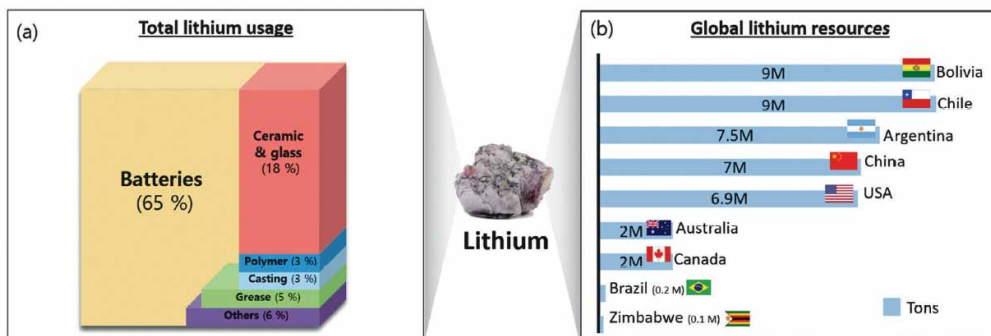 (a)
Total lithium usage
Batteries
(65 %)
Ceramic
& glass
(18 %)
Polymer (3 %)
Casting (3 %)
Grease (5 %)
Others (6 %)
Lithium
(b)
Global lithium resources
9M Bolivia
9M Chile
7.5M Argentina
7M China
6.9M USA
2M Australia
2M Canada
Brazil (0.2 M)
Zimbabwe (0.1 M)
Tons